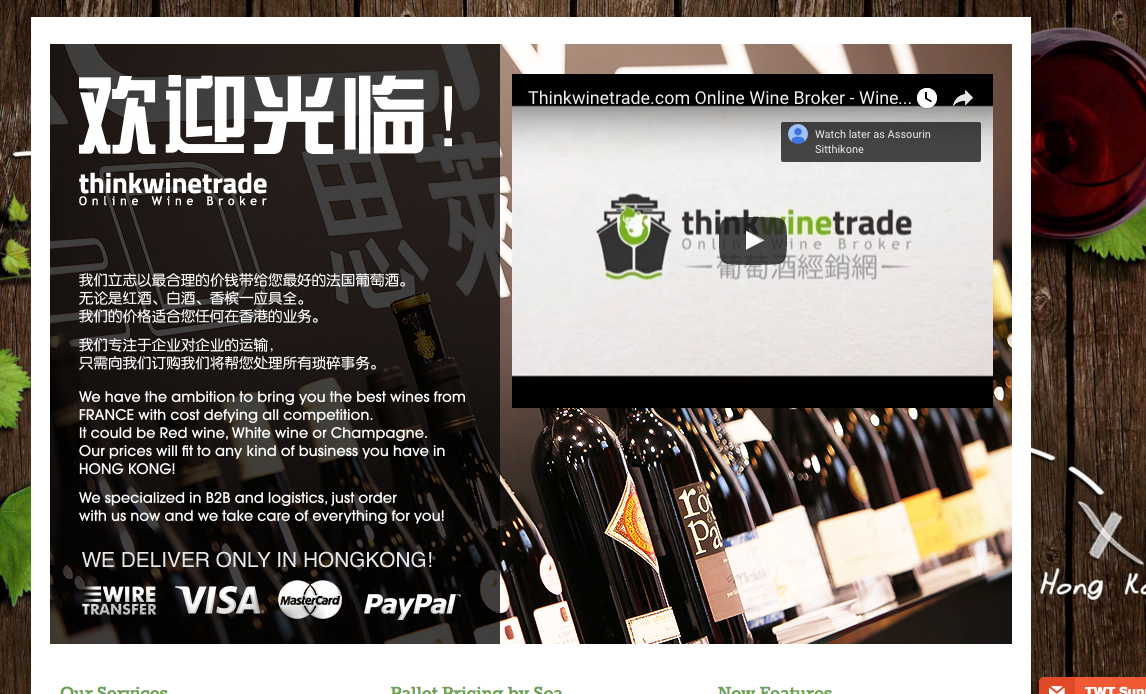 欢迎光临!
thinkwinetrade
Online Wine Broker
我们立志以最合理的价钱带给您最好的法国葡萄酒。
无论是红酒、白酒、香槟一应具全。
我们的价格适合您任何在香港的业务。
我们专注于企业对企业的运输,
只需向我们订购我们将帮您处理所有琐碎事务。
We have the ambition to bring you the best wines from
FRANCE with cost defying all competition.
It could be Red wine, White wine or Champagne.
Our prices will fit to any kind of business you have in
HONG KONG!
We specialized in B2B and logistics, just order
with us now and we take care of everything for you!
WE DELIVER ONLY IN HONGKONG!
WIRE
TRANSFER
VISA
MasterCard
PayPal
Thinkwinetrade.com Online Wine Broker - Wine...
Watch later as Assourin
Sitthikone
thinkwinetrade
Online Wine Broker
葡萄酒經銷網
Hong
Our Services
Pallet Pricing by Sea
New Features
TWT